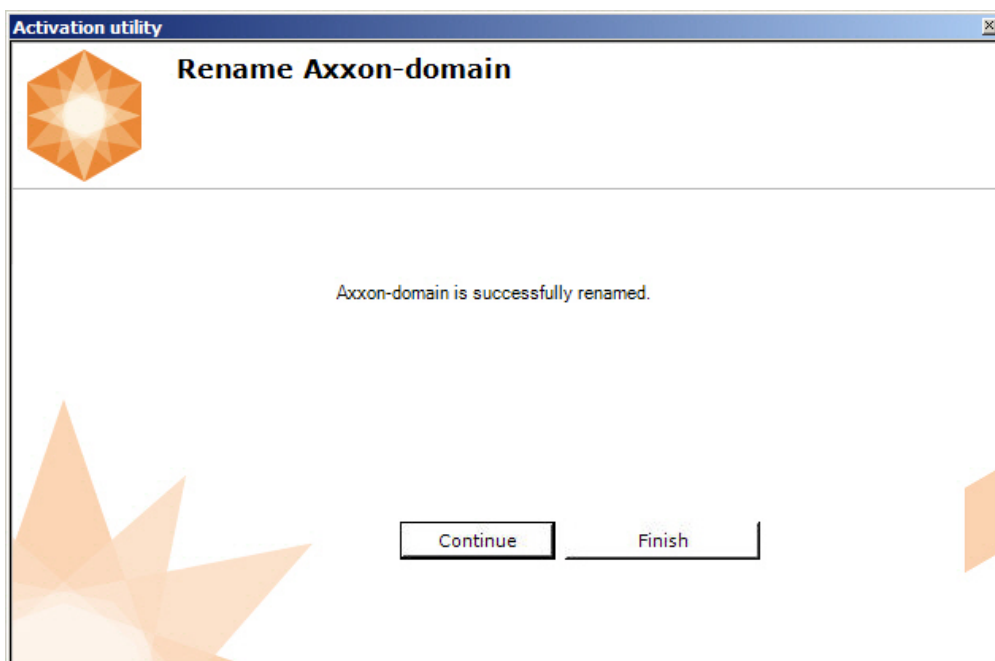 Activation utility
Rename Axxon-domain
Axxon-domain is successfully renamed.
Continue
Finish